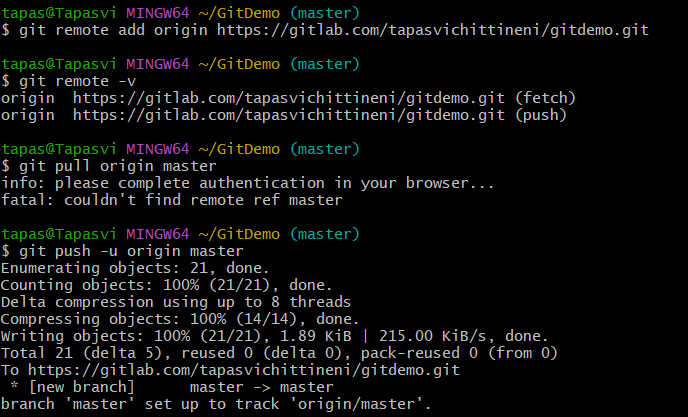 tapas@Tapasvi MINGW64 ~/GitDemo (master)
$ git remote add origin https://gitlab.com/tapasvichittineni/gitdemo.git
tapas@Tapasvi MINGW64 ~/GitDemo (master)
$ git remote -v
origin  https://gitlab.com/tapasvichittineni/gitdemo.git (fetch)
origin  https://gitlab.com/tapasvichittineni/gitdemo.git (push)
tapas@Tapasvi MINGW64 ~/GitDemo (master)
$ git pull origin master
info: please complete authentication in your browser...
fatal: couldn't find remote ref master
tapas@Tapasvi MINGW64 ~/GitDemo (master)
$ git push -u origin master
Enumerating objects: 21, done.
Counting objects: 100% (21/21), done.
Delta compression using up to 8 threads
Compressing objects: 100% (14/14), done.
Writing objects: 100% (21/21), 1.89 KiB | 215.00 KiB/s, done.
Total 21 (delta 5), reused 0 (delta 0), pack-reused 0 (from 0)
To https://gitlab.com/tapasvichittineni/gitdemo.git
 * [new branch]      master -> master
branch 'master' set up to track 'origin/master'.